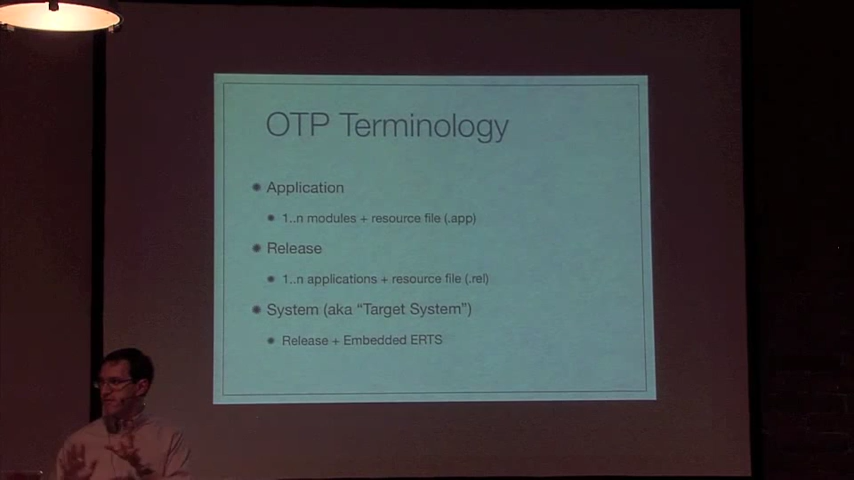 OTP Terminology
Application
1..n modules + resource file (.app)
Release
1..n applications + resource file (.rel)
System (aka “Target System”)
Release + Embedded ERTS